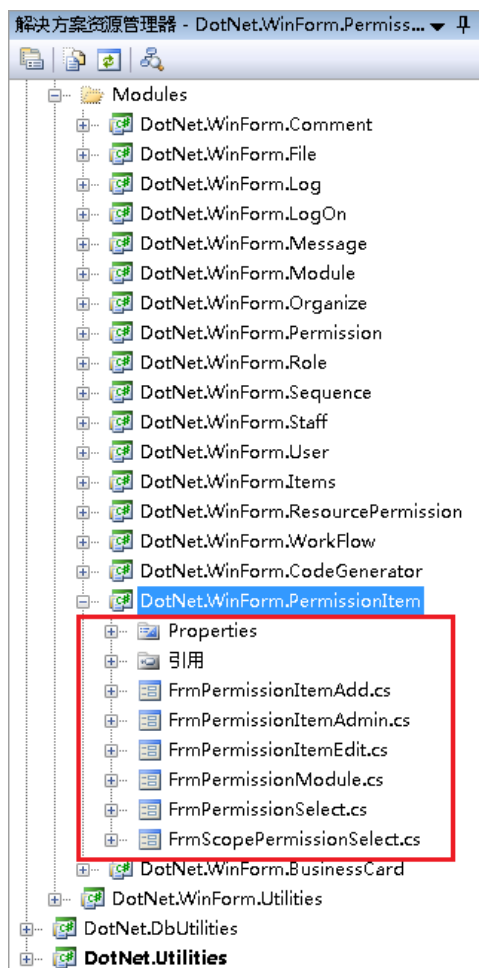 解决方案资源管理器 - DotNet.WinForm.Permiss...
Modules
DotNet.WinForm.Comment
DotNet.WinForm.File
DotNet.WinForm.Log
DotNet.WinForm.LogOn
DotNet.WinForm.Message
DotNet.WinForm.Module
DotNet.WinForm.Organize
DotNet.WinForm.Permission
DotNet.WinForm.Role
DotNet.WinForm.Sequence
DotNet.WinForm.Staff
DotNet.WinForm.User
DotNet.WinForm.Items
DotNet.WinForm.ResourcePermission
DotNet.WinForm.WorkFlow
DotNet.WinForm.CodeGenerator
DotNet.WinForm.PermissionItem
Properties
引用
FrmPermissionItemAdd.cs
FrmPermissionItemAdmin.cs
FrmPermissionItemEdit.cs
FrmPermissionModule.cs
FrmPermissionSelect.cs
FrmScopePermissionSelect.cs
DotNet.WinForm.BusinessCard
DotNet.WinForm.Utilities
DotNet.DbUtilities
DotNet.Utilities